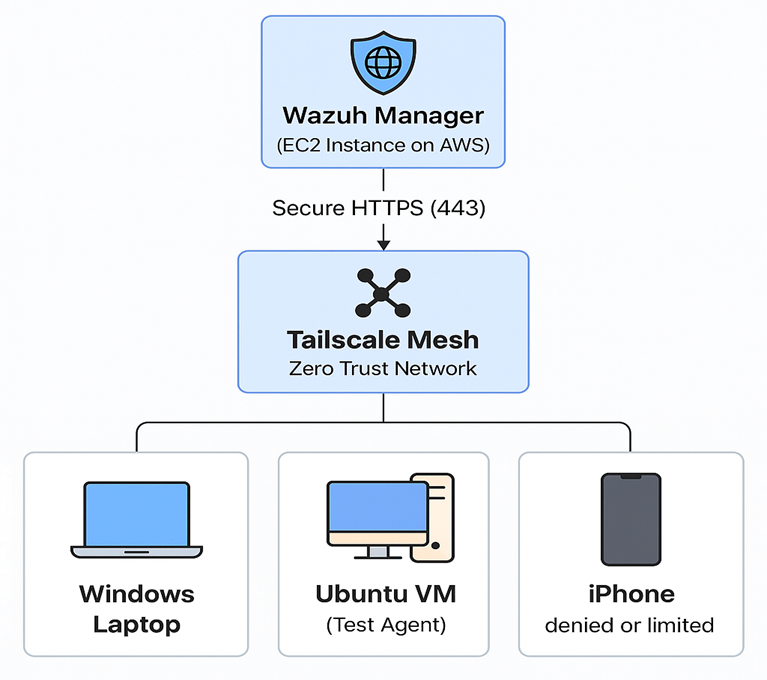 Wazuh Manager
(EC2 Instance on AWS)
Secure HTTPS (443)
Tailscale Mesh
Zero Trust Network
Windows
Laptop
Ubuntu VM
(Test Agent)
iPhone
denied or limited